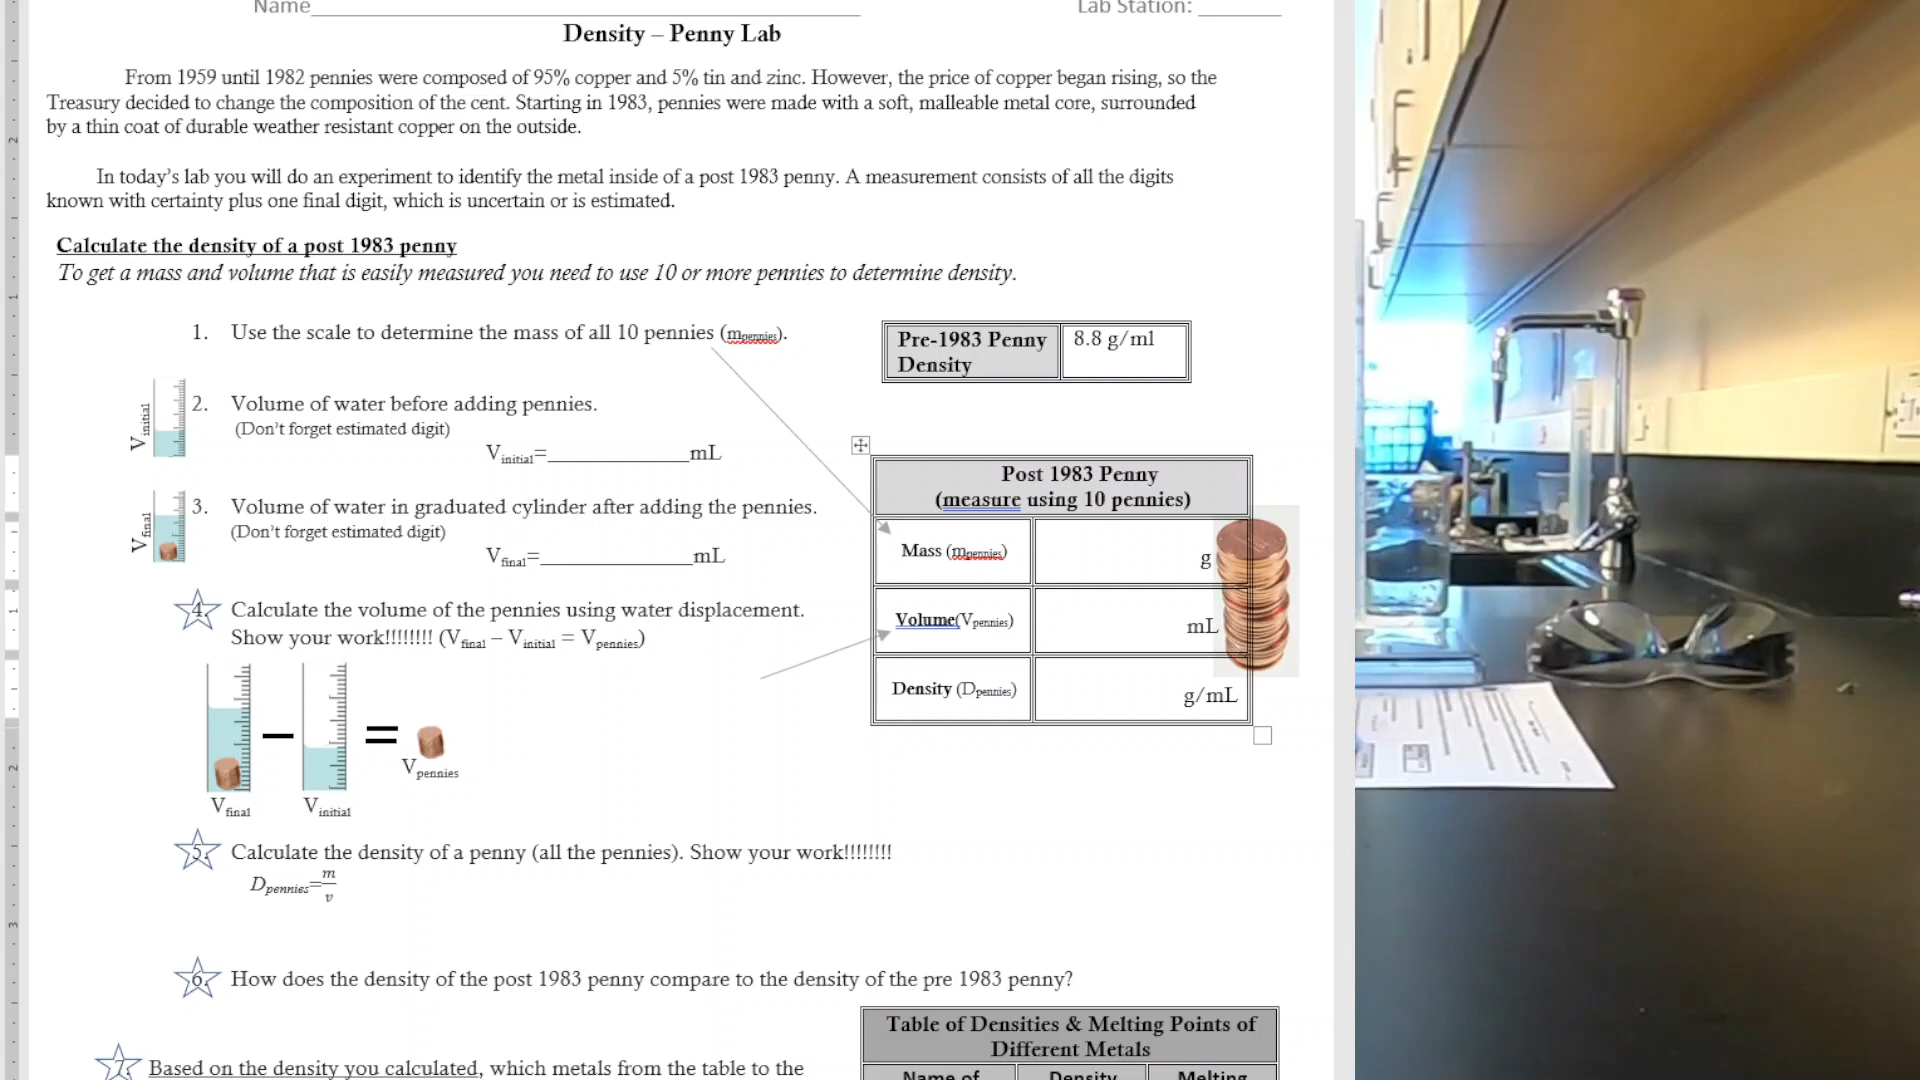 Name____________________ Lab Station: _______
Density – Penny Lab
From 1959 until 1982 pennies were composed of 95% copper and 5% tin and zinc. However, the price of copper began rising, so the
Treasury decided to change the composition of the cent. Starting in 1983, pennies were made with a soft, malleable metal core, surrounded
by a thin coat of durable weather resistant copper on the outside.
In today's lab you will do an experiment to identify the metal inside of a post 1983 penny. A measurement consists of all the digits
known with certainty plus one final digit, which is uncertain or is estimated.
Calculate the density of a post 1983 penny
To get a mass and volume that is easily measured you need to use 10 or more pennies to determine density.
1. Use the scale to determine the mass of all 10 pennies (mpennies).
Pre-1983 Penny 8.8 g/ml
Density
Vinitial
2. Volume of water before adding pennies.
(Don't forget estimated digit)
Vinitial=____________mL
Vfinal
3. Volume of water in graduated cylinder after adding the pennies.
(Don't forget estimated digit)
Vfinal=_____________mL
Post 1983 Penny
(measure using 10 pennies)
Mass (mpennies) g
Volume(Vpennies) mL
Density (Dpennies) g/mL
4. Calculate the volume of the pennies using water displacement.
Show your work!!!!!!!! (Vfinal – Vinitial = Vpennies)
– =
Vpennies
Vfinal Vinitial
5. Calculate the density of a penny (all the pennies). Show your work!!!!!!!!
Dpennies=m/v
6. How does the density of the post 1983 penny compare to the density of the pre 1983 penny?
Table of Densities & Melting Points of
Different Metals
Name of Density Melting
7. Based on the density you calculated, which metals from the table to the